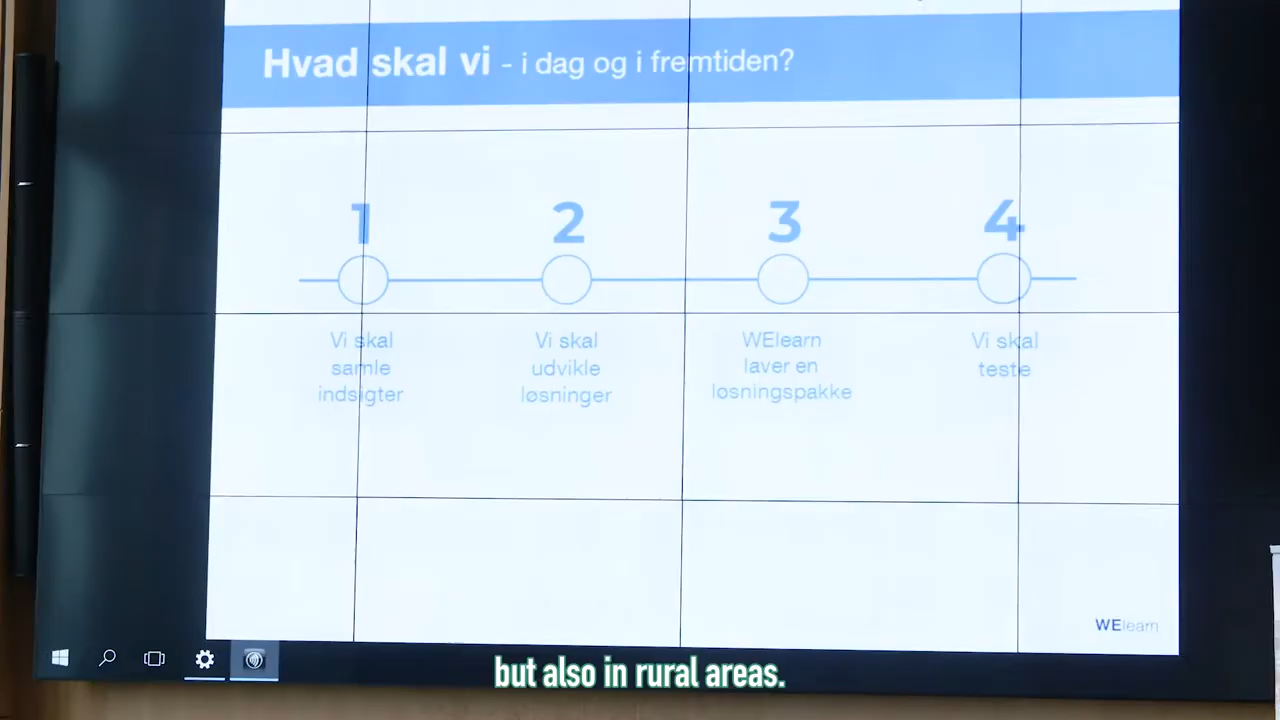 Hvad skal vi - i dag og i fremtiden?
1
2
3
4
Vi skal
samle
indsigter
Vi skal
udvikle
løsninger
WElearn
laver en
løsningspakke
Vi skal
teste
WElearn
but also in rural areas.